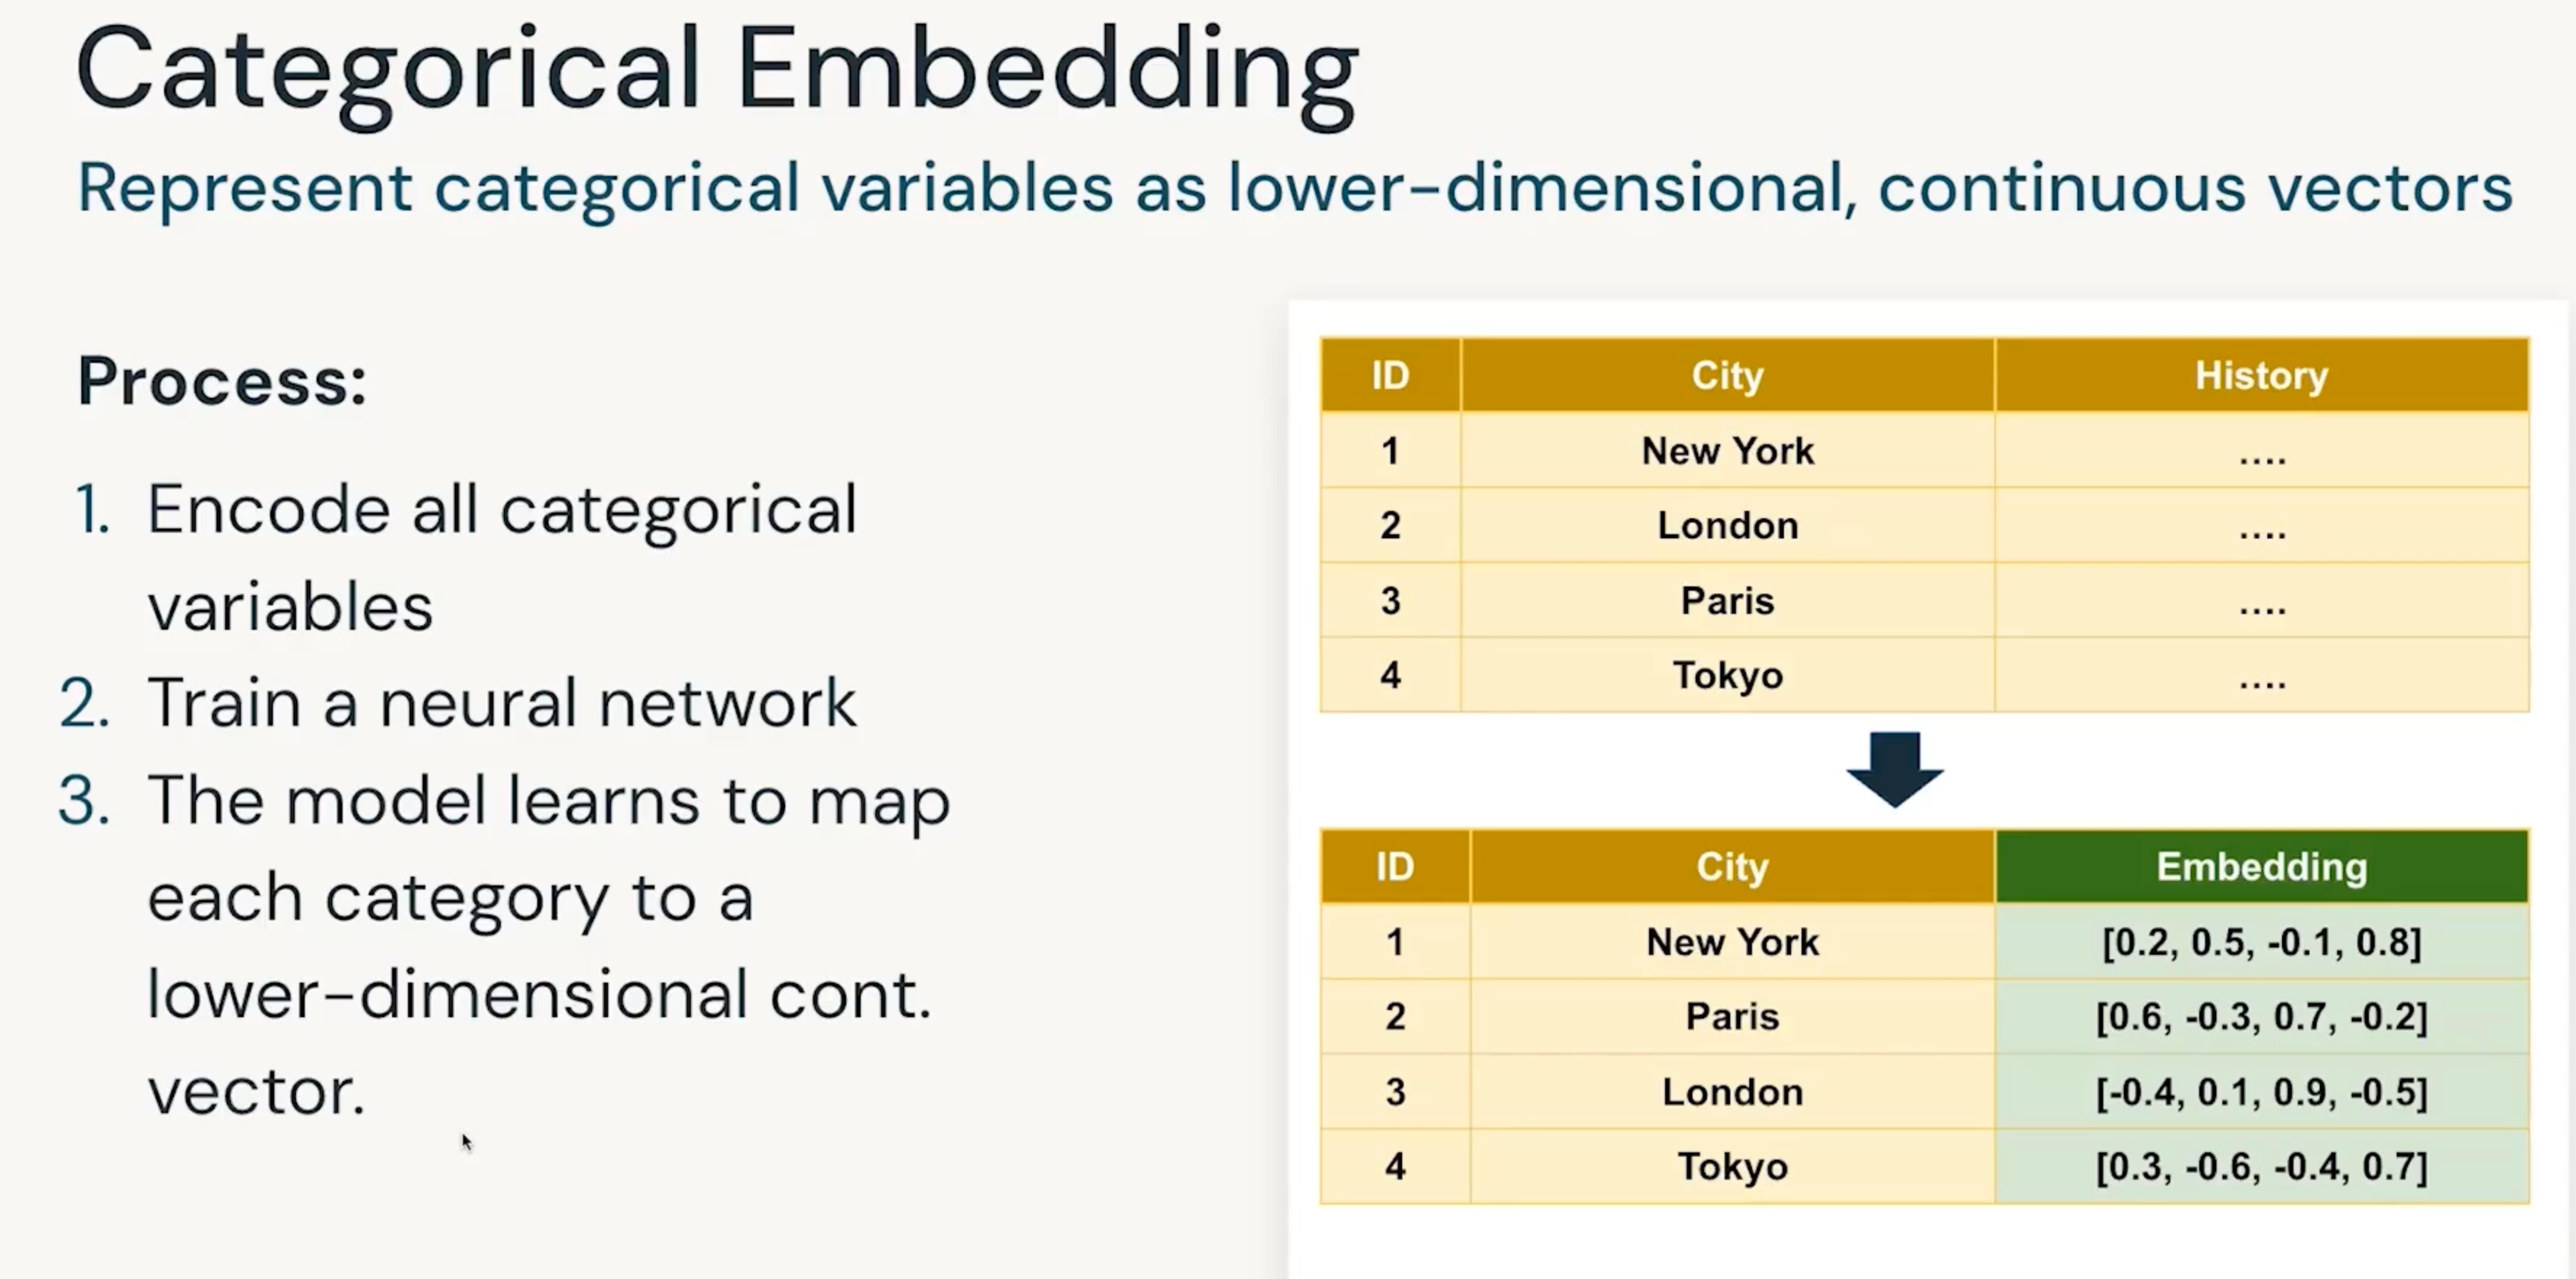 Categorical Embedding
Represent categorical variables as lower-dimensional, continuous vectors
Process:
1. Encode all categorical
variables
2. Train a neural network
3. The model learns to map
each category to a
lower-dimensional cont.
vector.
ID City History
1 New York ....
2 London ....
3 Paris ....
4 Tokyo ....
ID City Embedding
1 New York [0.2, 0.5, -0.1, 0.8]
2 Paris [0.6, -0.3, 0.7, -0.2]
3 London [-0.4, 0.1, 0.9, -0.5]
4 Tokyo [0.3, -0.6, -0.4, 0.7]